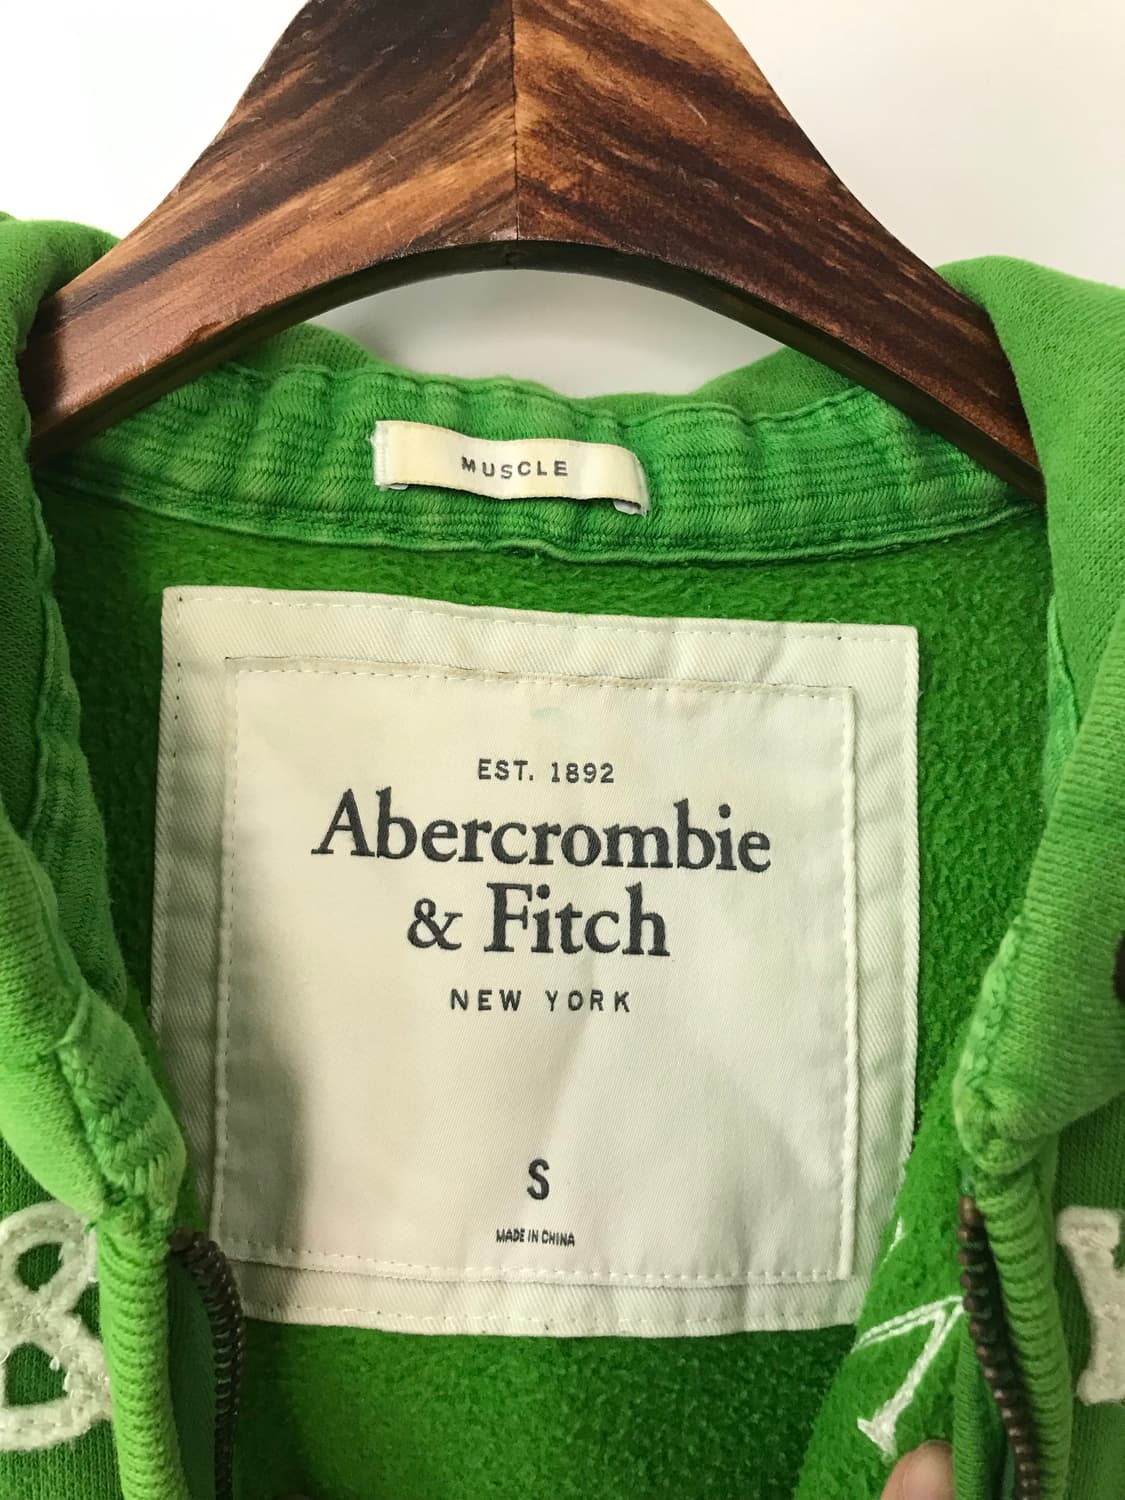 MUSCLE
EST. 1892
Abercrombie
& Fitch
NEW YORK
S
MADE IN CHINA
&